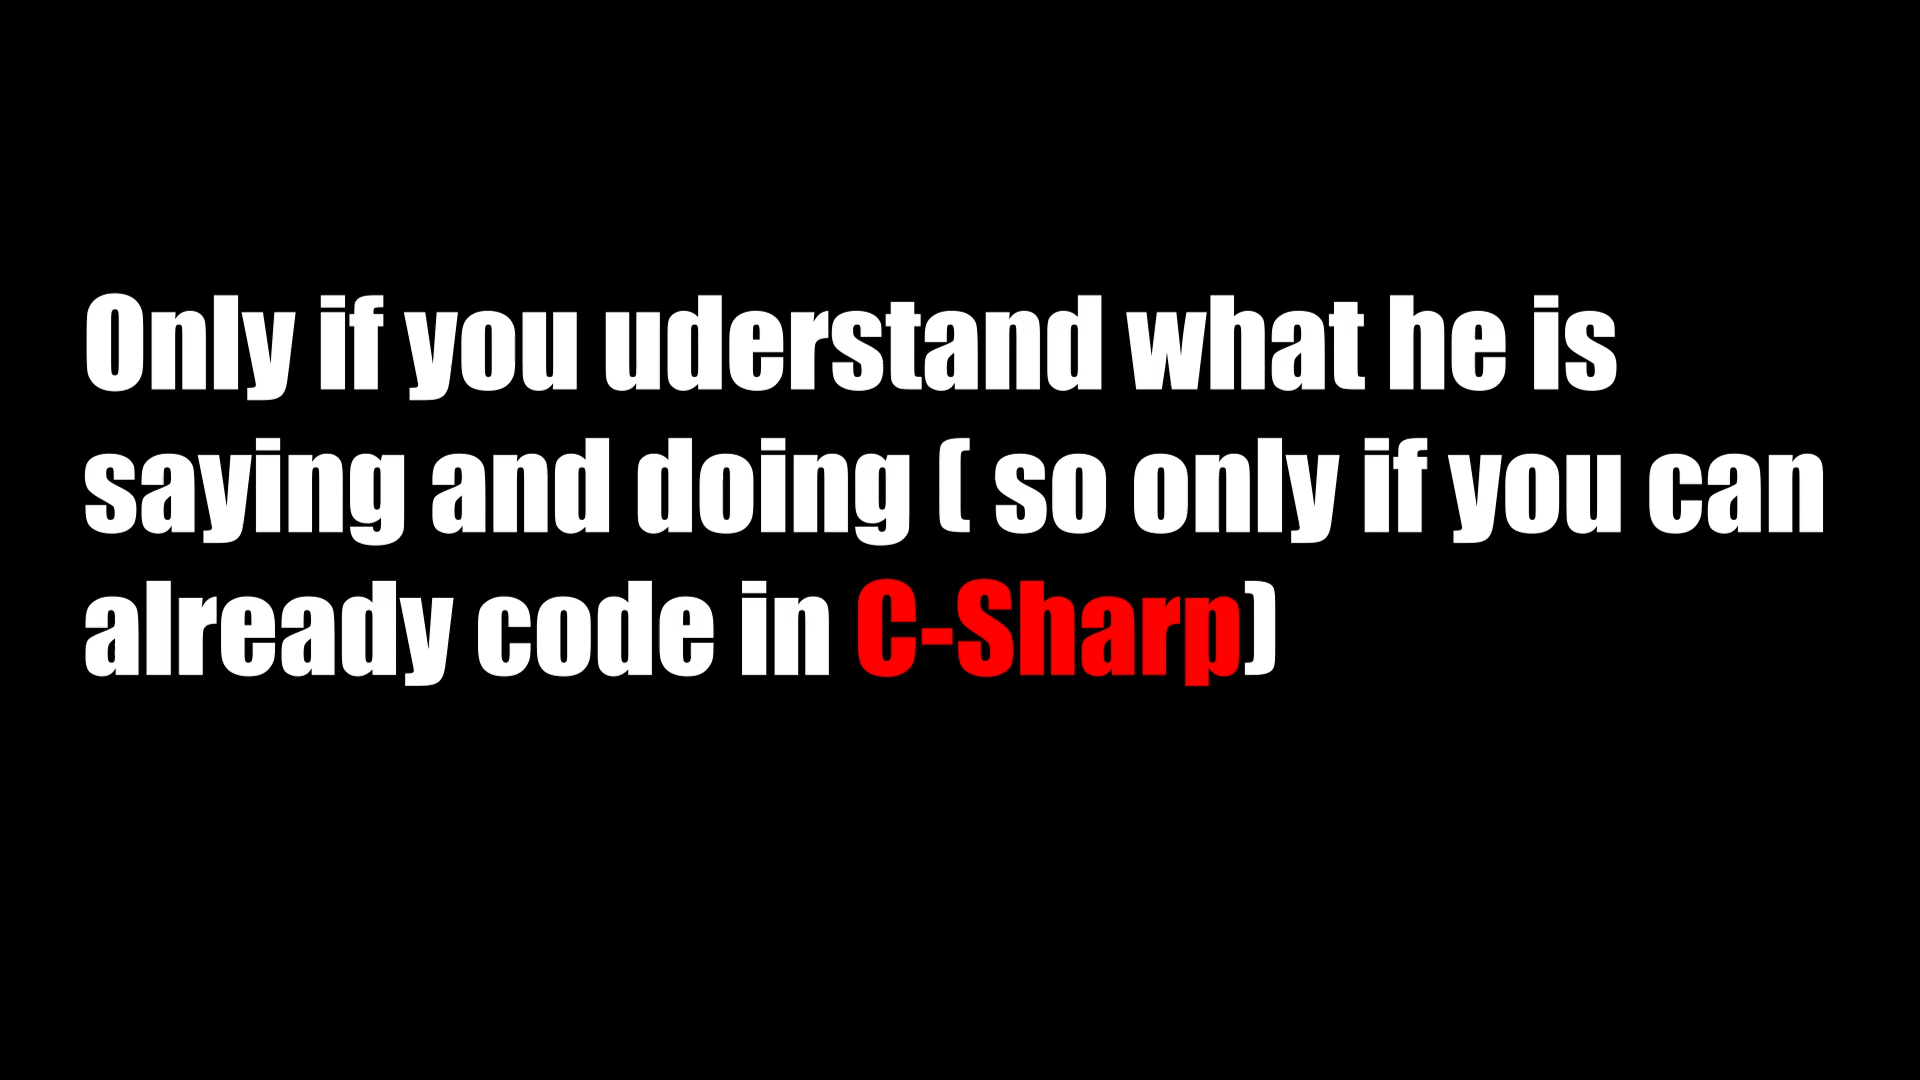 Only if you uderstand what he is
saying and doing ( so only if you can
already code in C-Sharp)